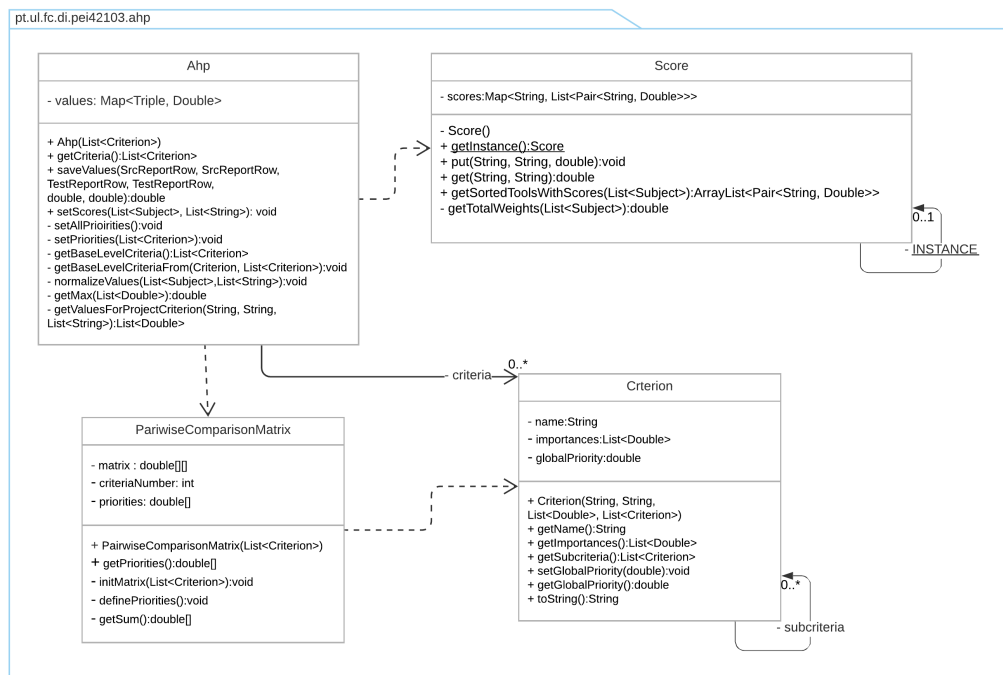 pt.ul.fc.di.pei42103.ahp
Ahp
- values: Map<Triple, Double>
+ Ahp(List<Criterion>)
+ getCriteria():List<Criterion>
+ saveValues(SrcReportRow, SrcReportRow,
TestReportRow, TestReportRow,
double, double):double
+ setScores(List<Subject>, List<String>): void
- setAllPrioirities():void
- setPriorities(List<Criterion>):void
- getBaseLevelCriteria():List<Criterion>
- getBaseLevelCriteriaFrom(Criterion, List<Criterion>):void
- normalizeValues(List<Subject>,List<String>):void
- getMax(List<Double>):double
- getValuesForProjectCriterion(String, String,
List<String>):List<Double>
Score
- scores:Map<String, List<Pair<String, Double>>>
- Score()
+ getInstance():Score
+ put(String, String, double):void
+ get(String, String):double
+ getSortedToolsWithScores(List<Subject>):ArrayList<Pair<String, Double>>
- getTotalWeights(List<Subject>):double
0..1
- INSTANCE
- criteria
0..*
PariwiseComparisonMatrix
- matrix : double[][]
- criteriaNumber: int
- priorities: double[]
+ PairwiseComparisonMatrix(List<Criterion>)
+ getPriorities():double[]
- initMatrix(List<Criterion>):void
- definePriorities():void
- getSum():double[]
Crterion
- name:String
- importances:List<Double>
- globalPriority:double
+ Criterion(String, String,
List<Double>, List<Criterion>)
+ getName():String
+ getImportances():List<Double>
+ getSubcriteria():List<Criterion>
+ setGlobalPriority(double):void
+ getGlobalPriority():double
+ toString():String
0..*
- subcriteria